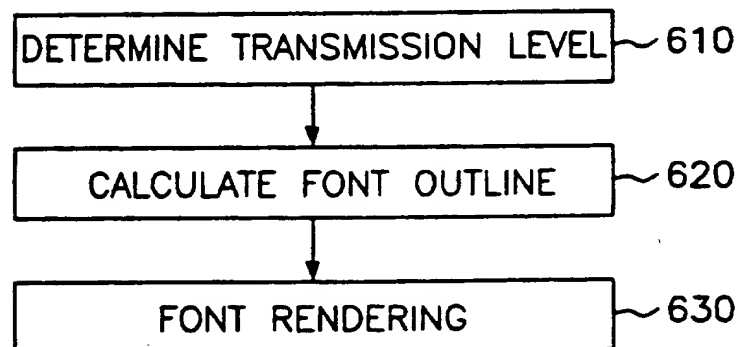 DETERMINE TRANSMISSION LEVEL 610
CALCULATE FONT OUTLINE 620
FONT RENDERING 630